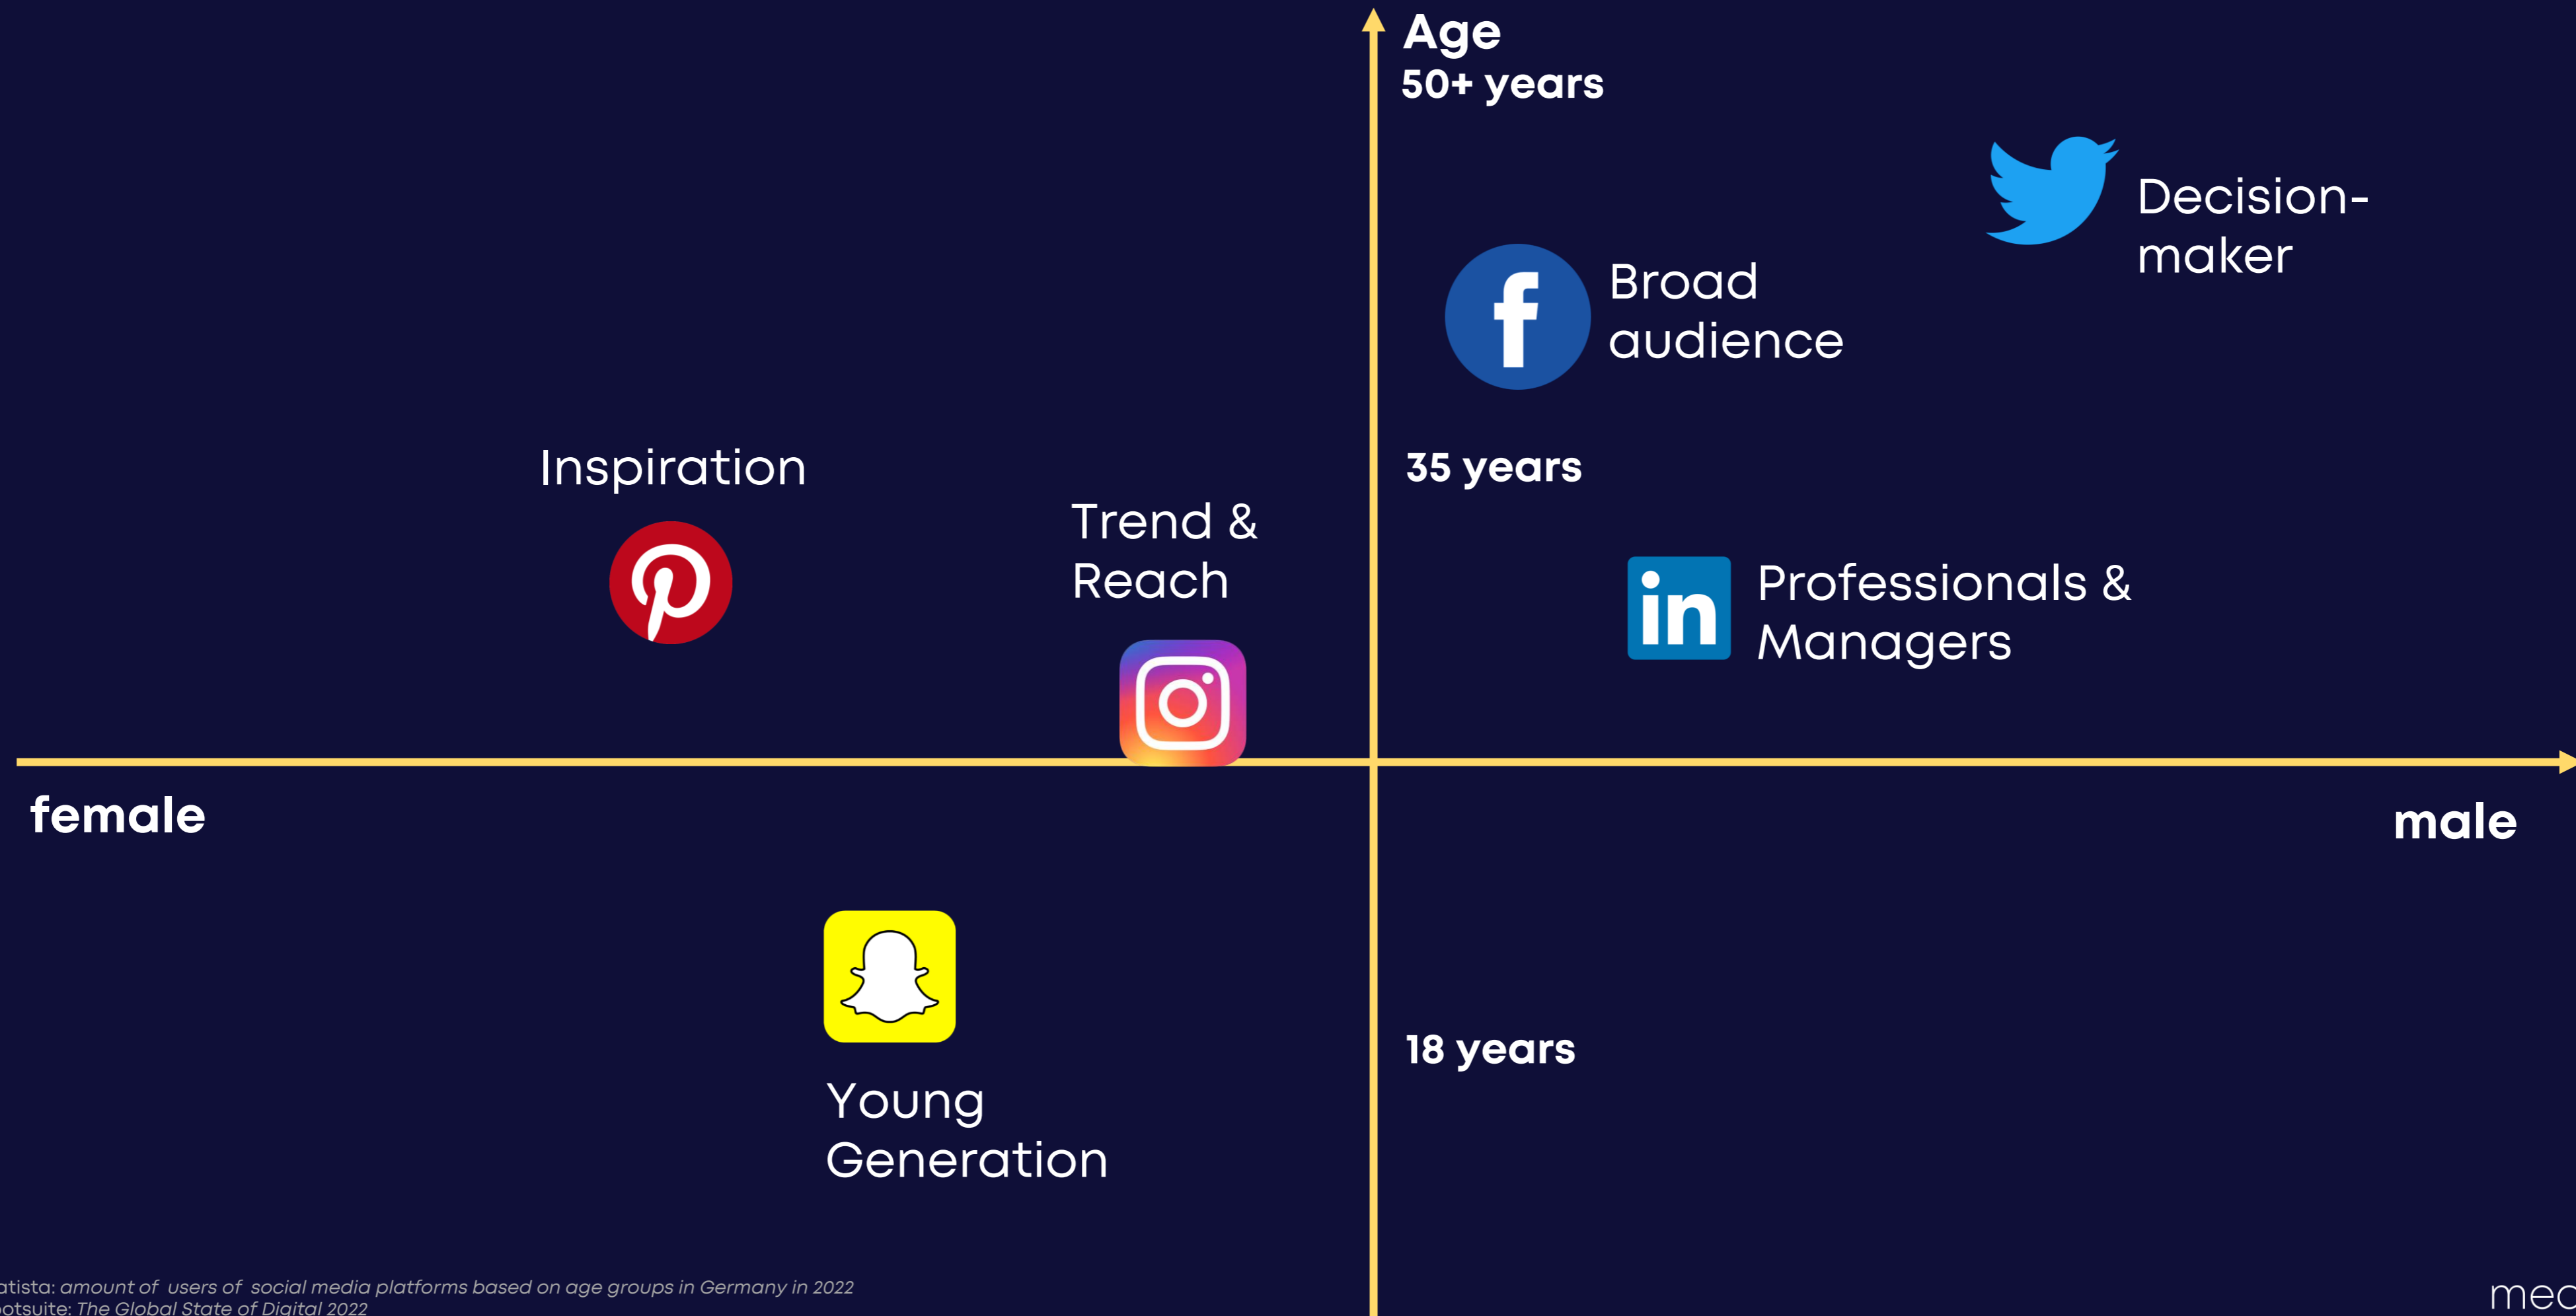 Age
50+ years
Decision-
maker
Broad
audience
Inspiration
35 years
Trend &
Reach
in
Professionals &
Managers
female
male
18 years
Young
Generation
atista: amount of users of social media platforms based on age groups in Germany in 2022
otsuite: The Global State of Digital 2022